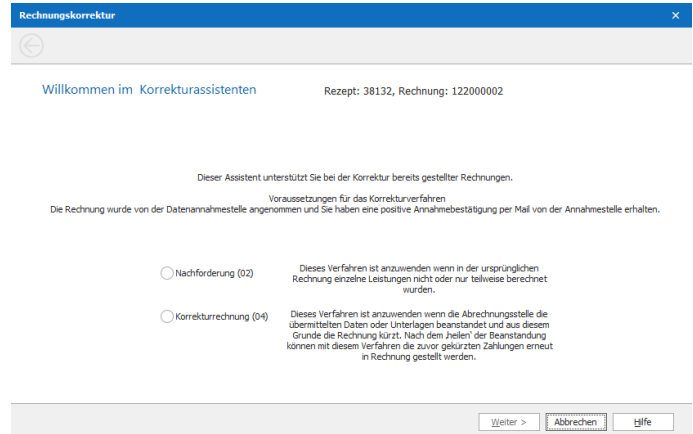 Rechnungskorrektur
Willkommen im Korrekturassistenten
Rezept: 38132, Rechnung: 122000002
Dieser Assistent unterstützt Sie bei der Korrektur bereits gestellter Rechnungen.
Voraussetzungen für das Korrekturverfahren
Die Rechnung wurde von der Datenannahmestelle angenommen und Sie haben eine positive Annahmebestätigung per Mail von der Annahmestelle erhalten.
Nachforderung (02)
Dieses Verfahren ist anzuwenden wenn in der ursprünglichen
Rechnung einzelne Leistungen nicht oder nur teilweise berechnet
wurden.
Korrekturrechnung (04)
Dieses Verfahren ist anzuwenden wenn die Abrechnungsstelle die
übermittelten Daten oder Unterlagen beanstandet und aus diesem
Grunde die Rechnung kürzt. Nach dem ‚heilen‘ der Beanstandung
können mit diesem Verfahren die zuvor gekürzten Zahlungen erneut
in Rechnung gestellt werden.
Weiter >
Abbrechen
Hilfe